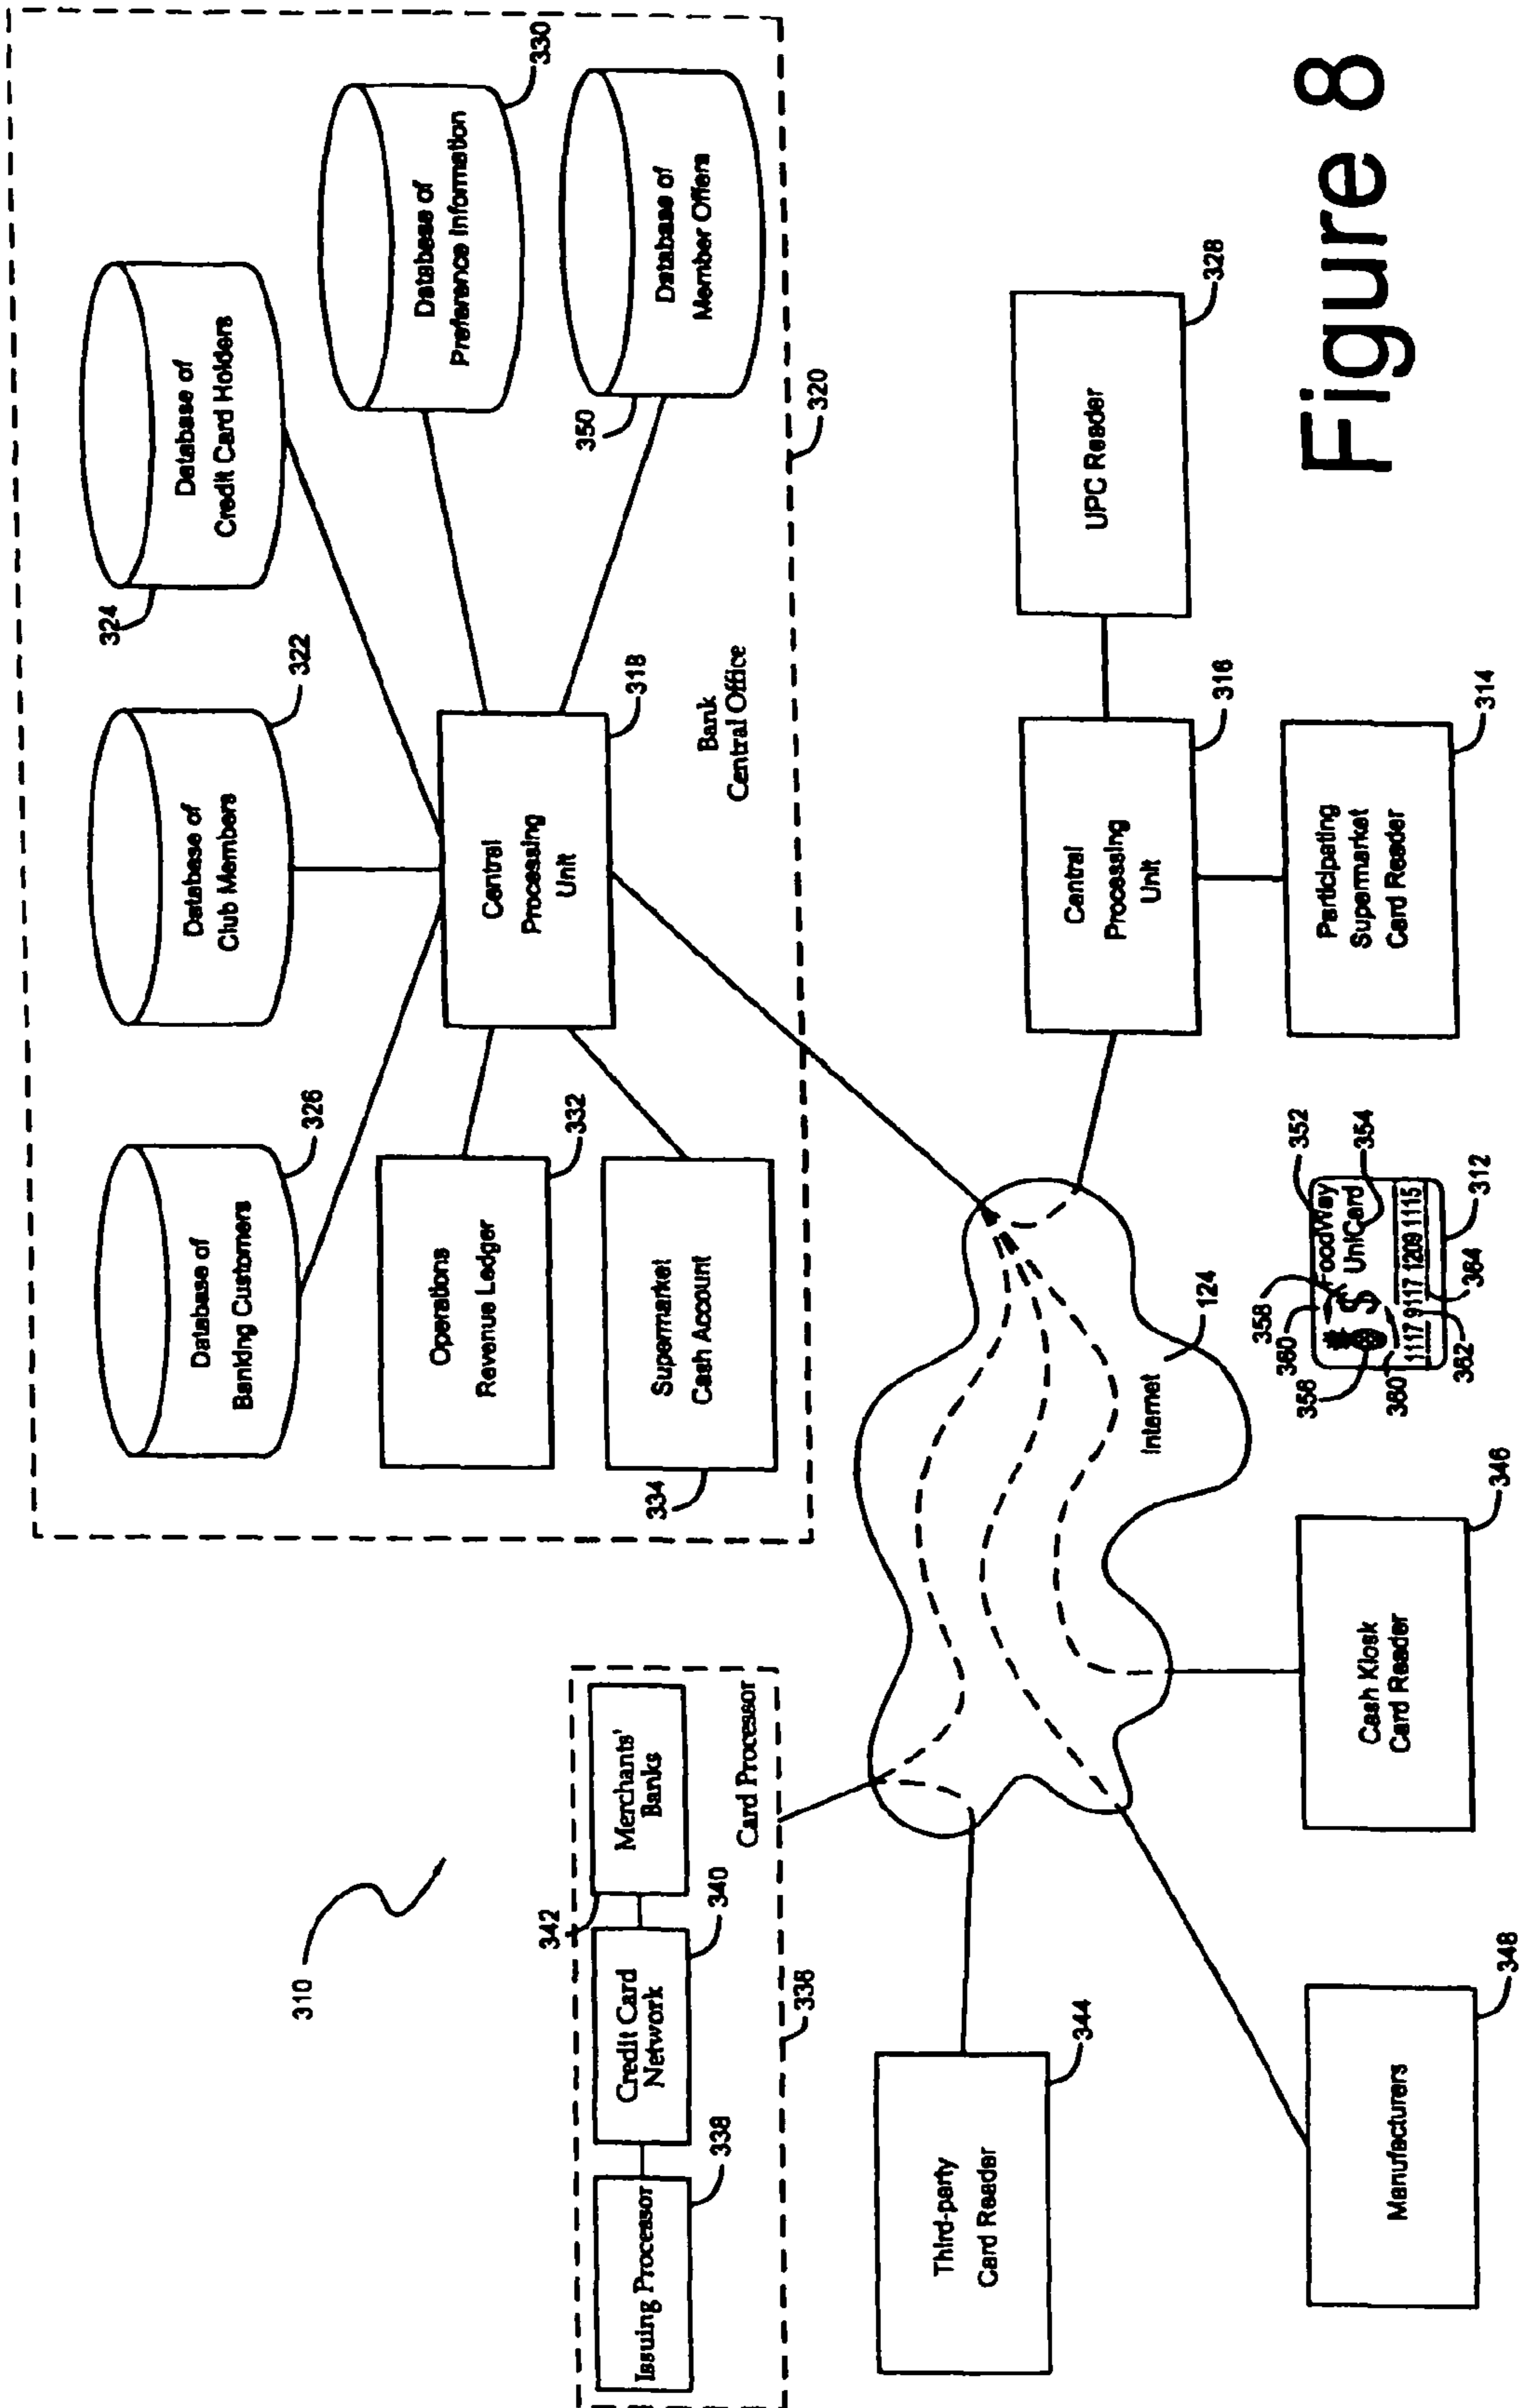 310
342
Issuing Processor
338
Credit Card
Network
340
Merchants'
Banks
Card Processor
336
Database of
Banking Customers
326
Database of
Club Members
322
Database of
Credit Card Holders
324
Database of
Preference Information
330
Database of
Member Offers
350
Operations
Revenue Ledger
332
Supermarket
Cash Account
334
Central
Processing
Unit
318
Bank
Central Office
320
Third-party
Card Reader
344
Manufacturers
348
Cash Kiosk
Card Reader
346
Internet
124
Central
Processing
Unit
316
UPC Reader
328
Participating
Supermarket
Card Reader
314
358
360
358
352
354
FoodWay
UniCard
$
1117 9117 1209 1115
360
362
364
312
Figure 8